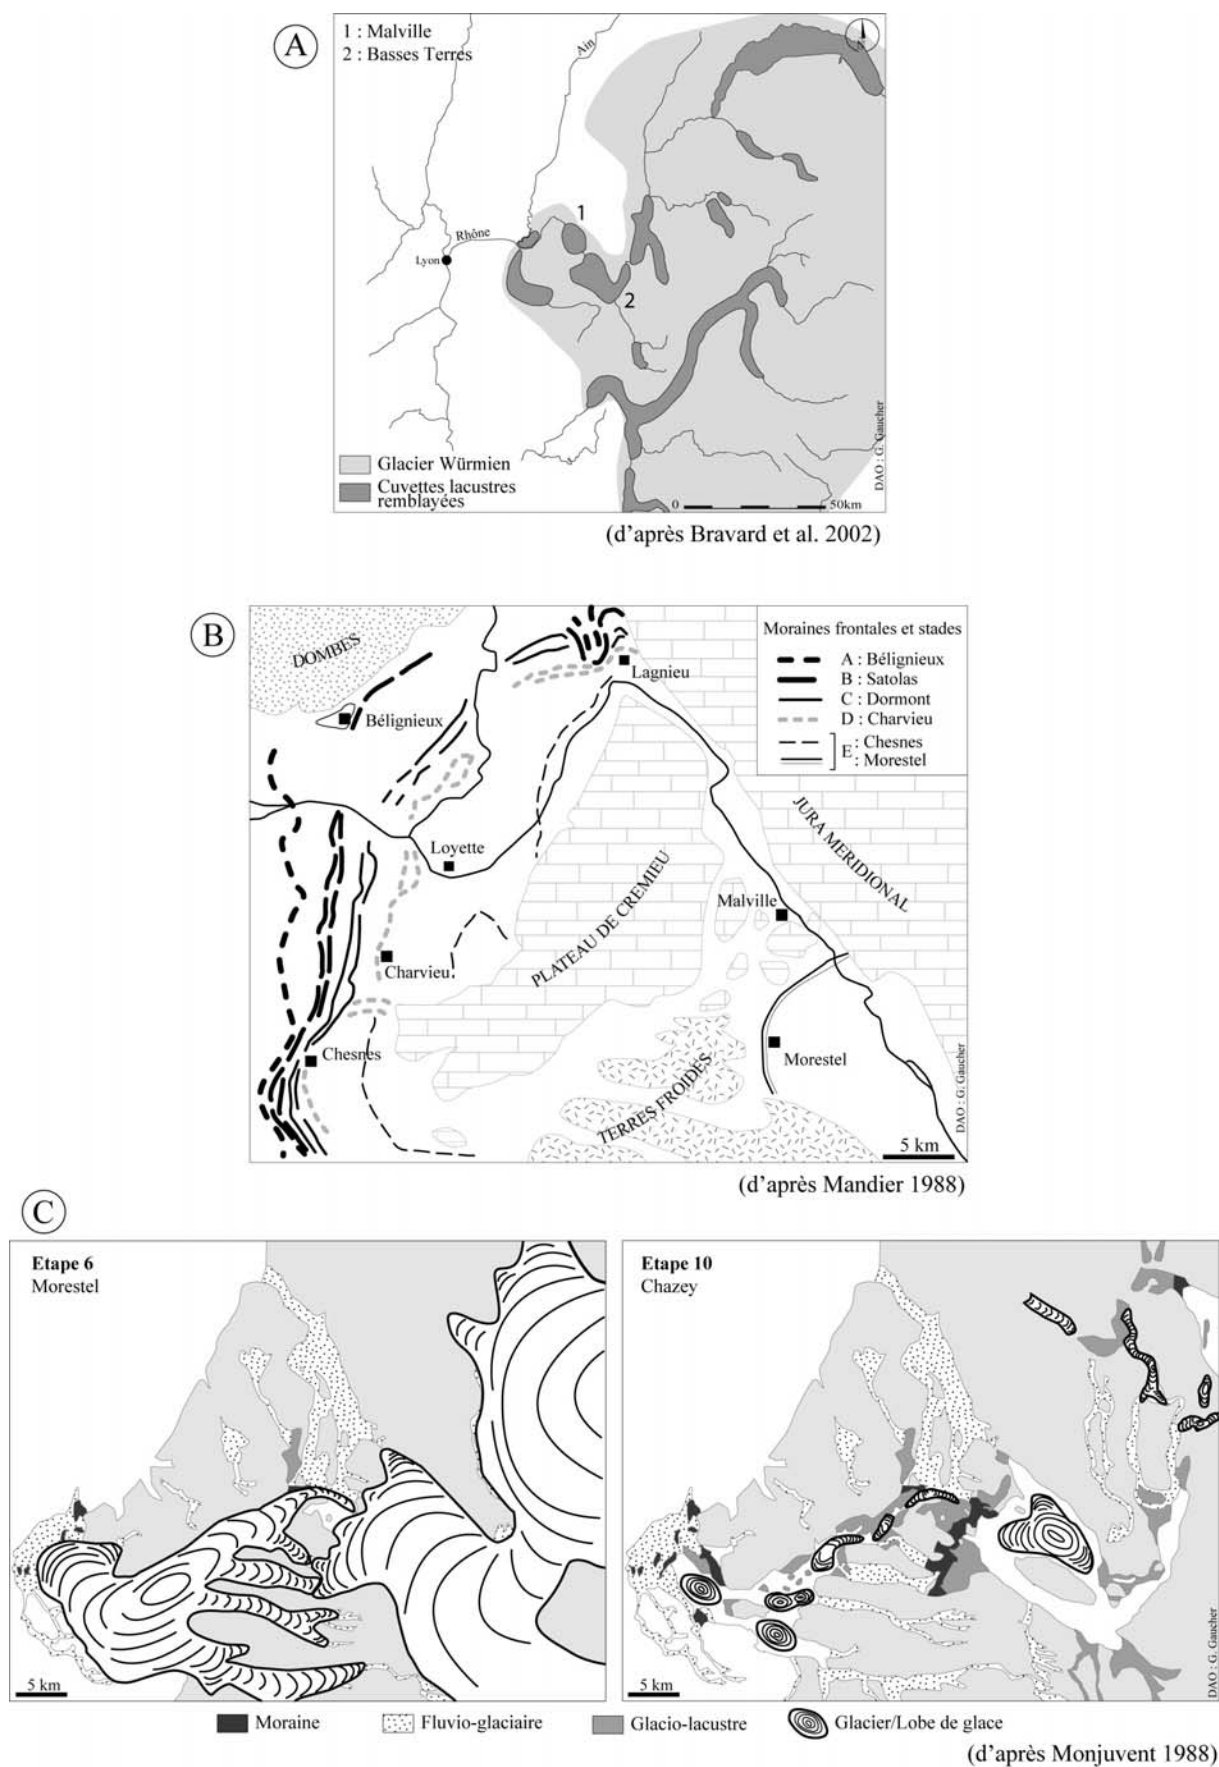 A
1 : Malville
2 : Basses Terres
N
Ain
1
Rhône
Lyon
2
Glacier Würmien
Cuvettes lacustres
remblayées
0 50km
DAO : G. Gaucher
(d'après Bravard et al. 2002)
B
DOMBES
Lagnieu
Bélignieux
Moraines frontales et stades
A : Bélignieux
B : Satolas
C : Dormont
D : Charvieu
E : Chesnes
: Morestel
JURA MERIDIONAL
Loyette
PLATEAU DE CREMIEU
Malville
Charvieu
Chesnes
Morestel
TERRES FROIDES
5 km
DAO : G. Gaucher
(d'après Mandier 1988)
C
Etape 6
Morestel
5 km
Etape 10
Chazey
5 km
DAO : G. Gaucher
Moraine
Fluvio-glaciaire
Glacio-lacustre
Glacier/Lobe de glace
(d'après Monjuvent 1988)